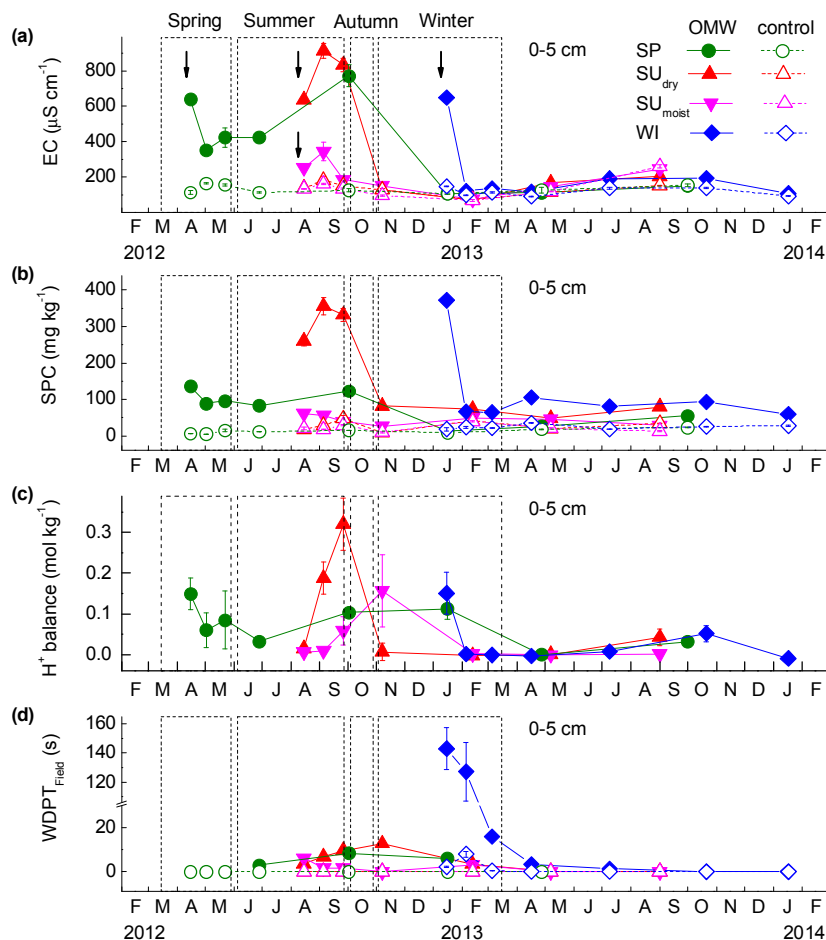 Spring Summer Autumn Winter OMW control
(a) 0-5 cm SP
SU_dry
SU_moist
WI
EC (μS cm⁻¹)
800
600
400
200
F M A M J J A S O N D J F M A M J J A S O N D J F
2012 2013 2014
(b) 0-5 cm
SPC (mg kg⁻¹)
400
300
200
100
0
F M A M J J A S O N D J F M A M J J A S O N D J F
(c) 0-5 cm
H⁺ balance (mol kg⁻¹)
0.3
0.2
0.1
0.0
F M A M J J A S O N D J F M A M J J A S O N D J F
(d) 0-5 cm
WDPT_Field (s)
160
140
120
20
0
F M A M J J A S O N D J F M A M J J A S O N D J F
2012 2013 2014